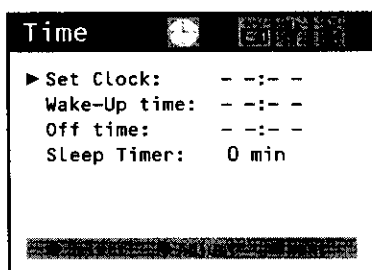 Time
▶ Set Clock: - -:- -
Wake-Up time: - -:- -
Off time: - -:- -
Sleep Timer: 0 min